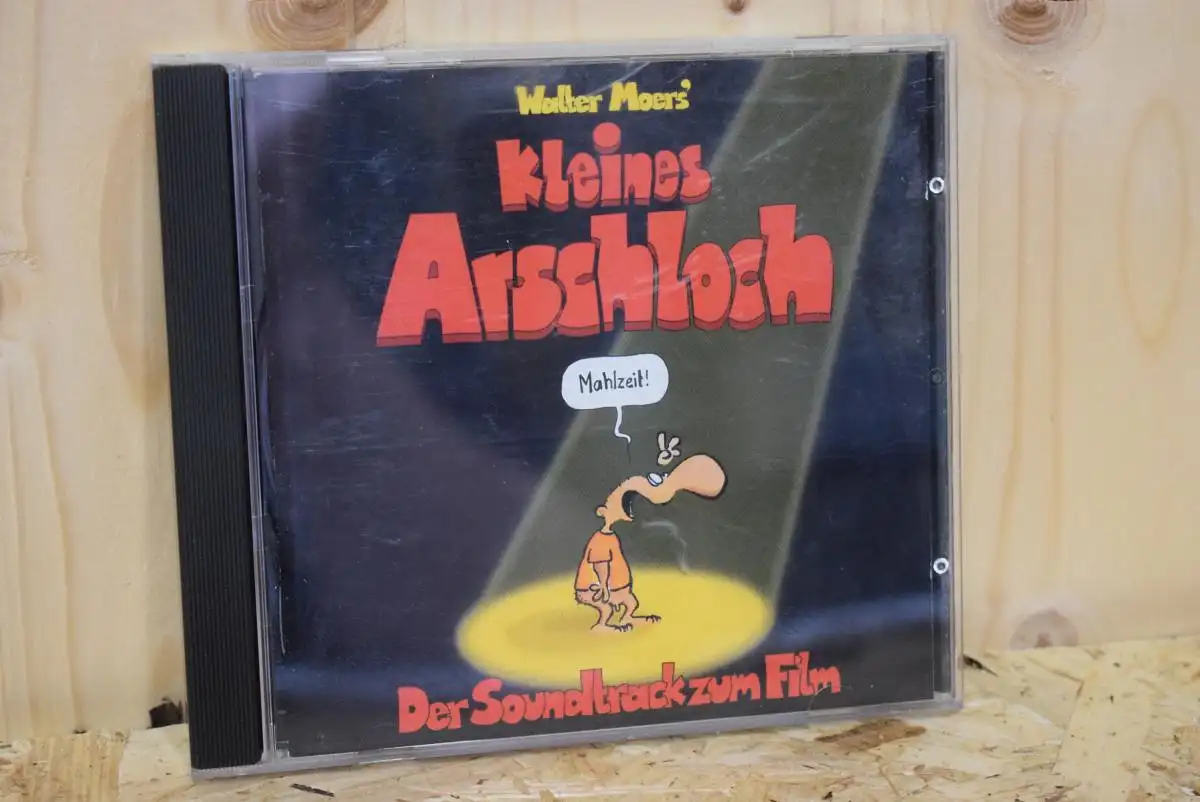 Walter Moers'
Kleines
Arschloch
Mahlzeit!
Der Soundtrack zum Film